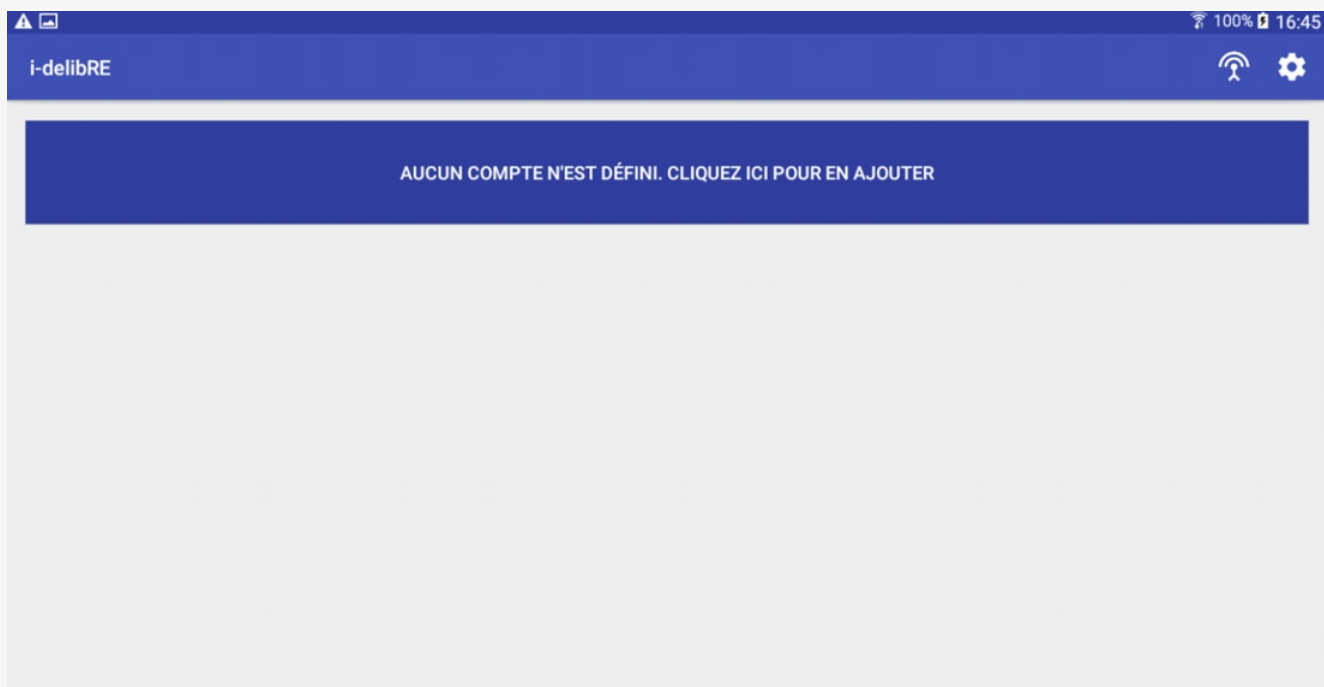 100% 16:45
i-delibRE
AUCUN COMPTE N'EST DÉFINI. CLIQUEZ ICI POUR EN AJOUTER